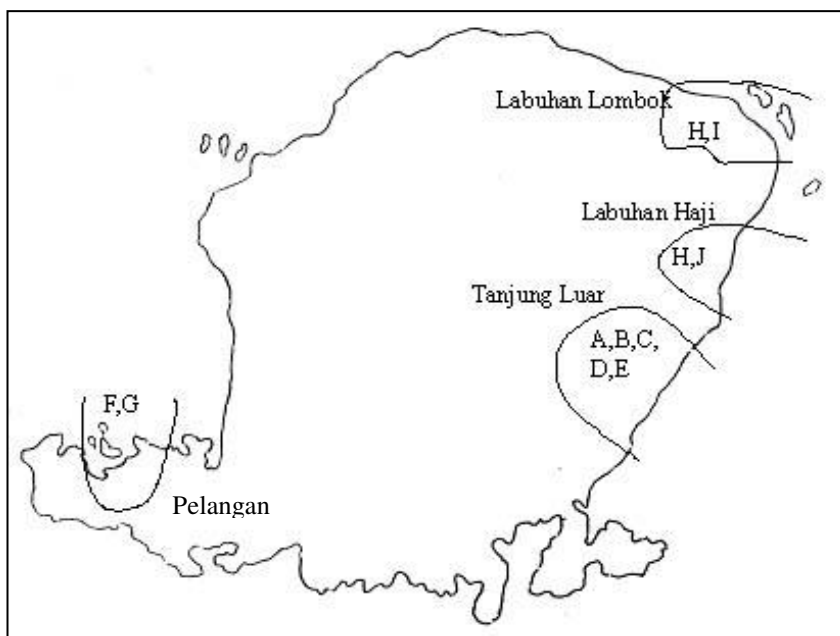 Labuhan Lombok
H,I
Labuhan Haji
H,J
Tanjung Luar
A,B,C,
D,E
F,G
Pelangan